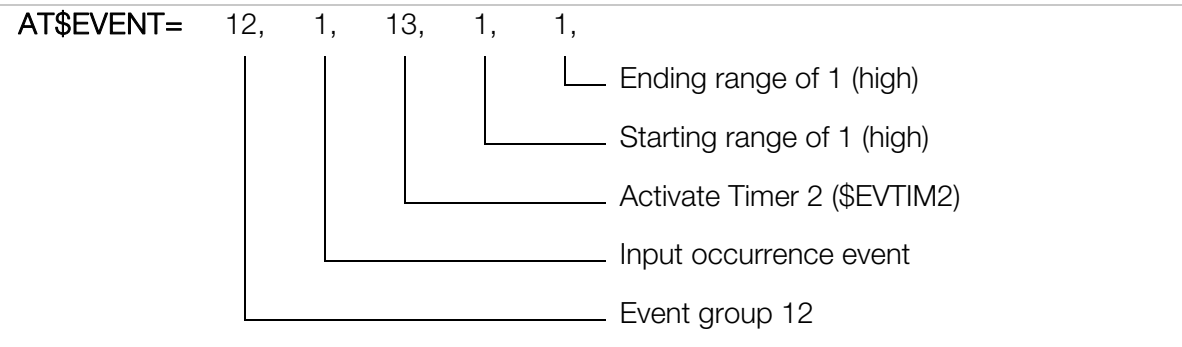 AT$EVENT= 12, 1, 13, 1, 1,
Ending range of 1 (high)
Starting range of 1 (high)
Activate Timer 2 ($EVTIM2)
Input occurrence event
Event group 12